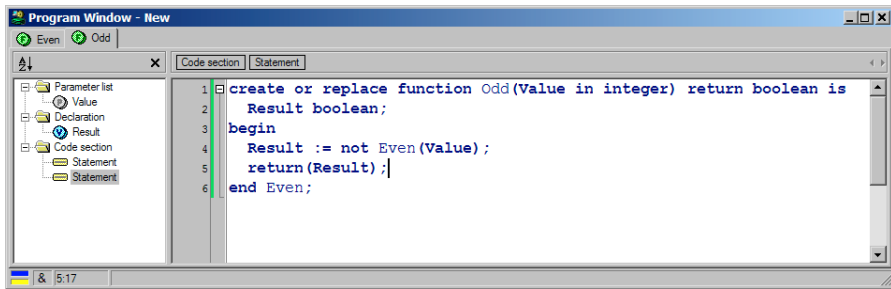 Program Window - New
Even Odd
Code section Statement
Parameter list
Value
Declaration
Result
Code section
Statement
Statement
1 create or replace function Odd(Value in integer) return boolean is
2 Result boolean;
3 begin
4 Result := not Even(Value);
5 return(Result);
6 end Even;
& 5:17